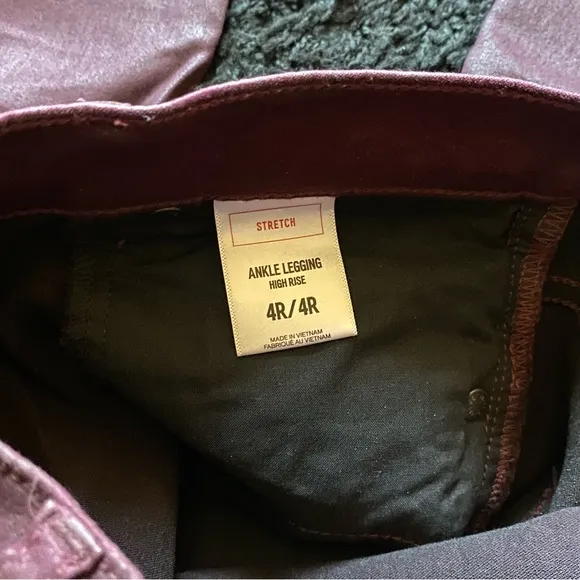 STRETCH
ANKLE LEGGING
HIGH RISE
4R/4R
MADE IN VIETNAM
FABRIQUÉ AU VIETNAM